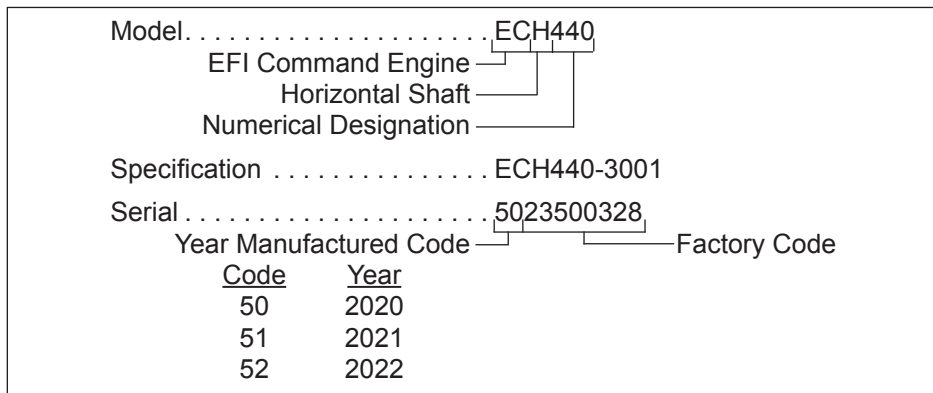 Model. . . . . . . . . . . . . . . . . . . . . . ECH440
EFI Command Engine
Horizontal Shaft
Numerical Designation
Specification . . . . . . . . . . . . . . . ECH440-3001
Serial . . . . . . . . . . . . . . . . . . . . . . 5023500328
Year Manufactured Code Factory Code
Code Year
50 2020
51 2021
52 2022